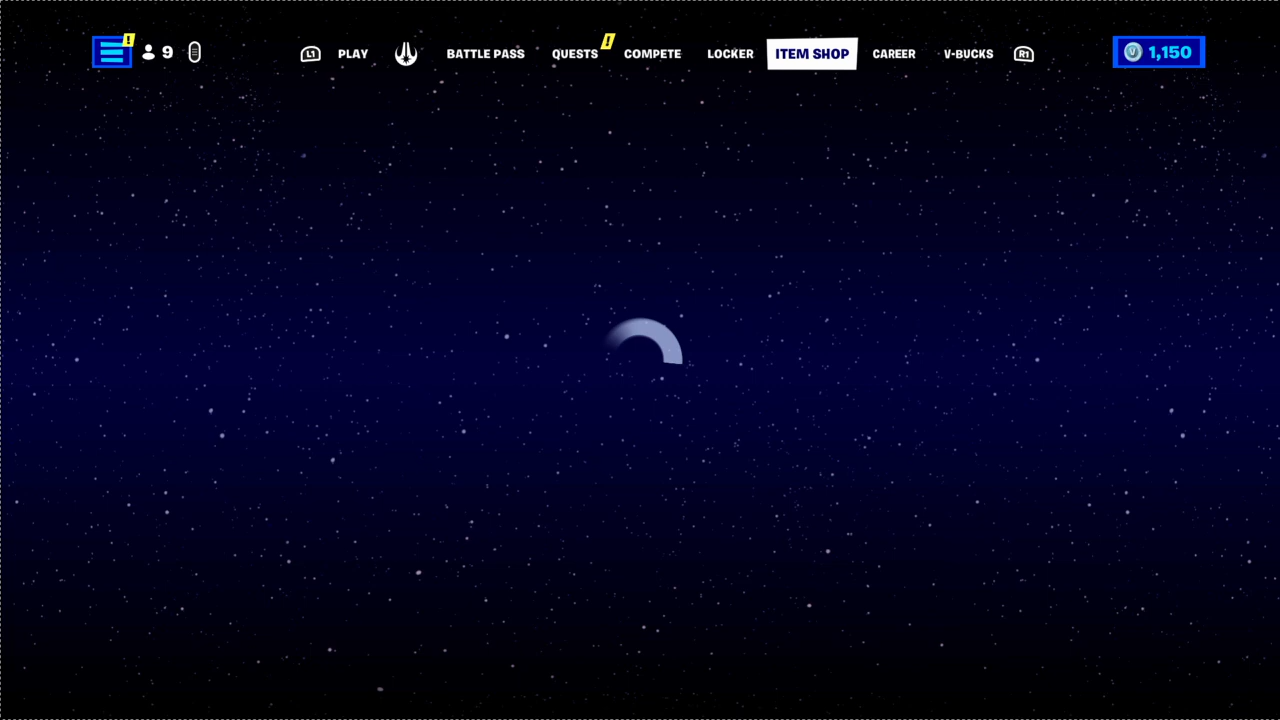 ! 9 L1 PLAY BATTLE PASS QUESTS ! COMPETE LOCKER ITEM SHOP CAREER V-BUCKS R1 V 1,150